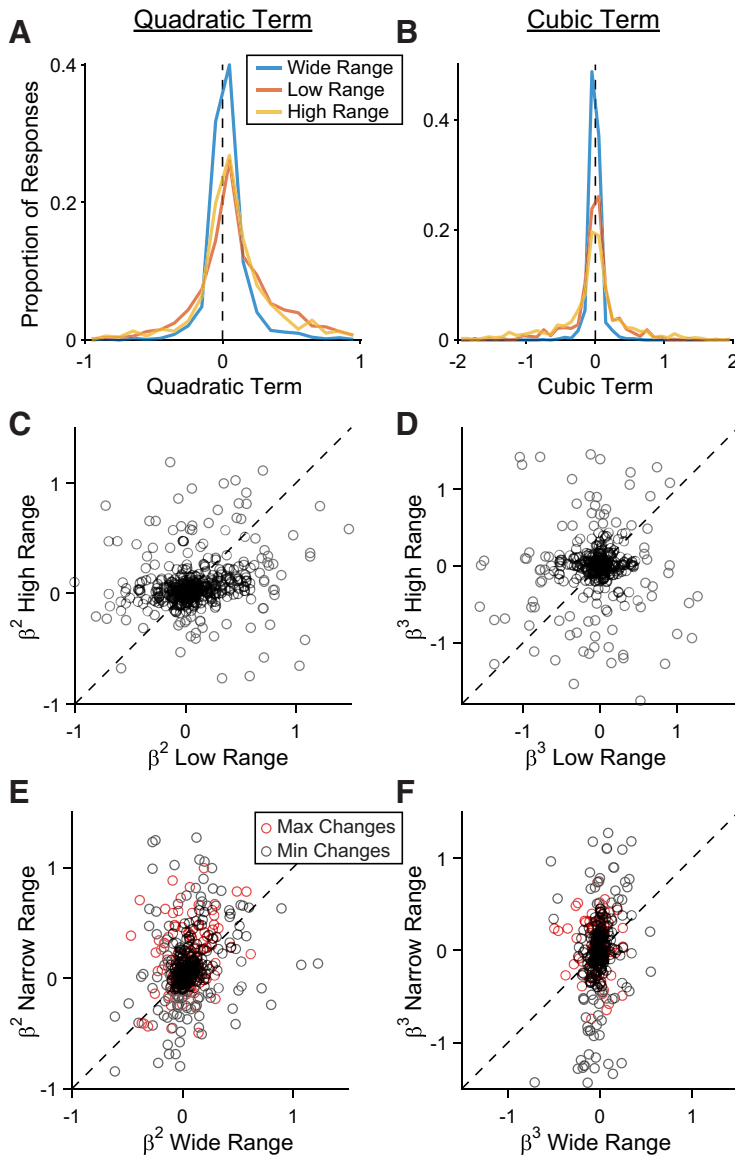 Quadratic Term
Cubic Term
A
B
0.4
0.2
0
-1
0
1
Proportion of Responses
Quadratic Term
Wide Range
Low Range
High Range
0.4
0.2
0
-2
-1
0
1
2
Cubic Term
C
D
1
0
-1
-1
0
1
β² High Range
β² Low Range
1
0
-1
-1
0
1
β³ High Range
β³ Low Range
E
F
Max Changes
Min Changes
1
0
-1
-1
0
1
β² Narrow Range
β² Wide Range
1
0
-1
-1
0
1
β³ Narrow Range
β³ Wide Range